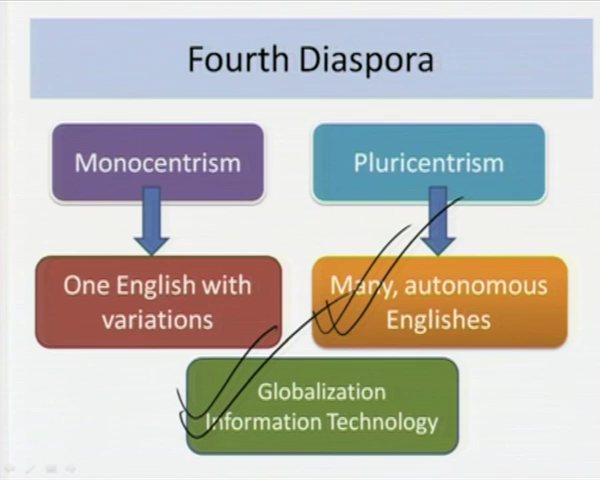 Fourth Diaspora
Monocentrism
Pluricentrism
One English with
variations
Many, autonomous
Englishes
Globalization
Information Technology